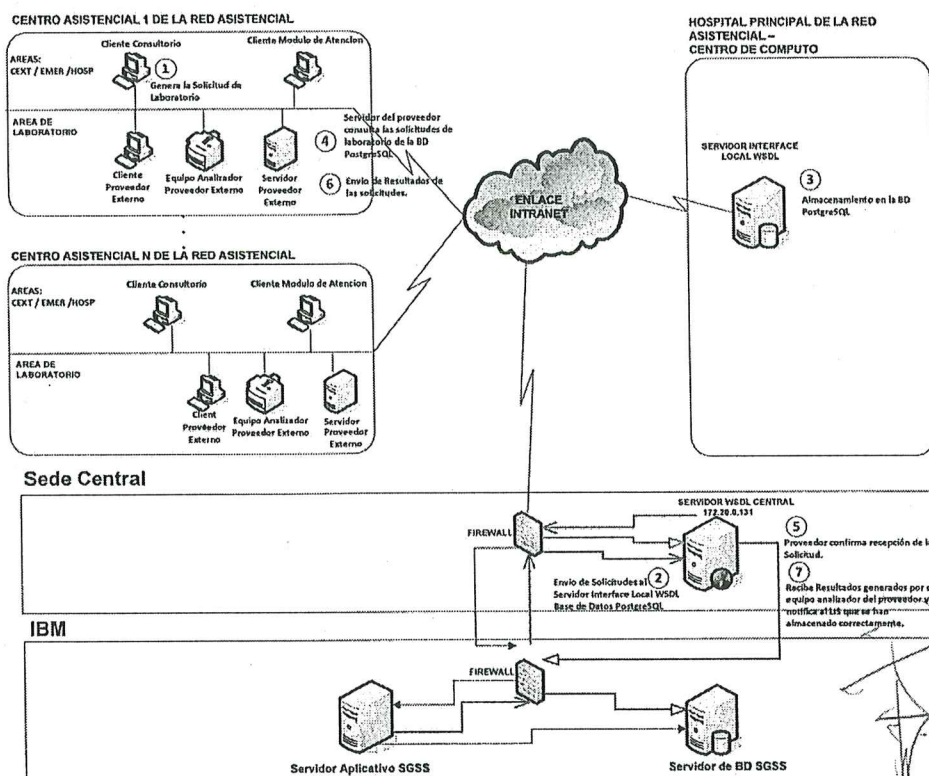 CENTRO ASISTENCIAL 1 DE LA RED ASISTENCIAL
AREAS:
CEXT / EMER /HOSP
Cliente Consultorio
Cliente Modulo de Atencion
1
Genera la Solicitud de
Laboratorio
AREA DE
LABORATORIO
Cliente
Proveedor
Externo
Equipo Analizador
Proveedor Externo
Servidor
Proveedor
Externo
4
Servidor del proveedor
consulta las solicitudes de
laboratorio de la BD
PostgreSQL
6
Envio de Resultados de
las solicitudes.
HOSPITAL PRINCIPAL DE LA RED
ASISTENCIAL –
CENTRO DE COMPUTO
SERVIDOR INTERFACE
LOCAL WSDL
3
Almacenamiento en la BD
PostgreSQL
ENLACE
INTRANET
CENTRO ASISTENCIAL N DE LA RED ASISTENCIAL
AREAS:
CEXT / EMER /HOSP
Cliente Consultorio
Cliente Modulo de Atencion
AREA DE
LABORATORIO
Client
Proveedor
Externo
Equipo Analizador
Proveedor Externo
Servidor
Proveedor
Externo
Sede Central
FIREWALL
SERVIDOR WSDL CENTRAL
172.20.0.131
2
Envio de Solicitudes al
Servidor Interface Local WSDL
Base de Datos PostgreSQL
5
Proveedor confirma recepción de la
Solicitud.
7
Recibe Resultados generados por e
equipo analizador del proveedor y
notifica al LIS que se han
almacenado correctamente.
IBM
FIREWALL
Servidor Aplicativo SGSS
Servidor de BD SGSS